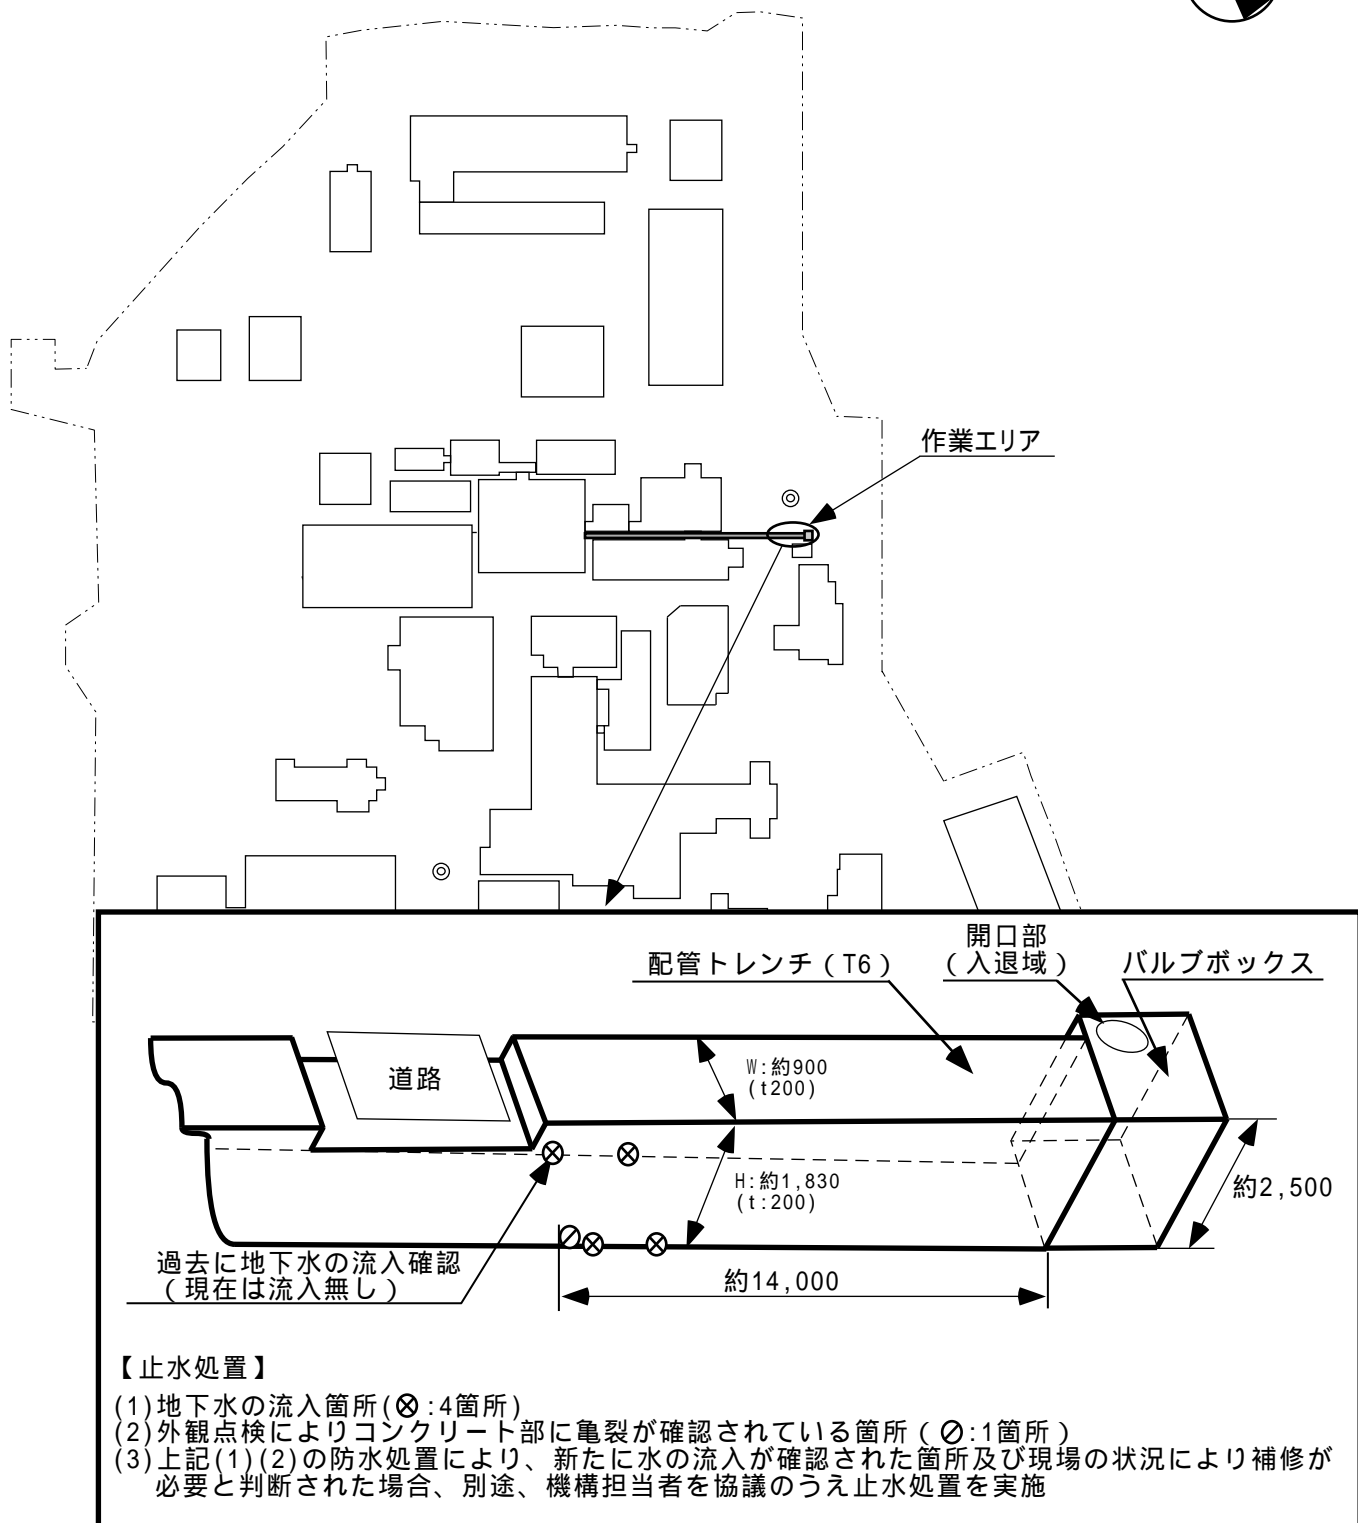 作業エリア
開口部
（入退域）
配管トレンチ（T6）
バルブボックス
道路
W:約900
(t200)
H:約1,830
(t:200)
約2,500
過去に地下水の流入確認
（現在は流入無し）
約14,000
【止水処置】
(1)地下水の流入箇所(⊗:4箇所)
(2)外観点検によりコンクリート部に亀裂が確認されている箇所（⊘:1箇所）
(3)上記(1)(2)の防水処置により、新たに水の流入が確認された箇所及び現場の状況により補修が
必要と判断された場合、別途、機構担当者を協議のうえ止水処置を実施